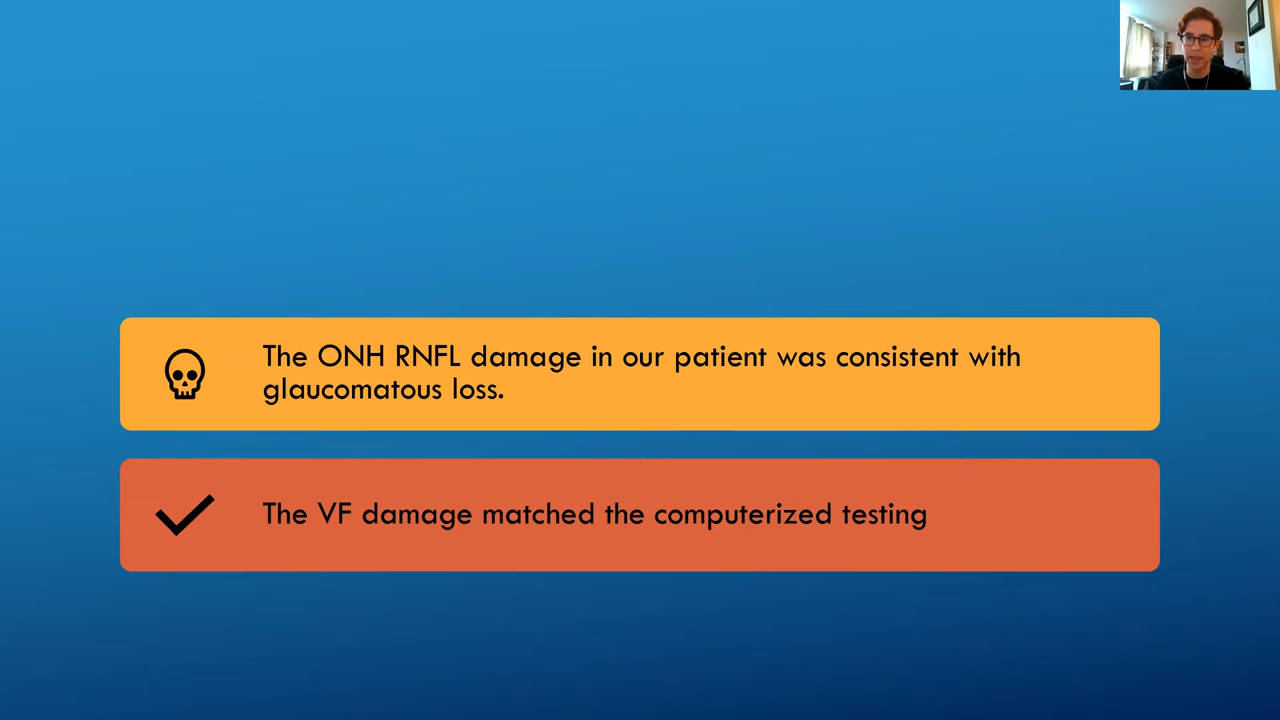 The ONH RNFL damage in our patient was consistent with
glaucomatous loss.
The VF damage matched the computerized testing